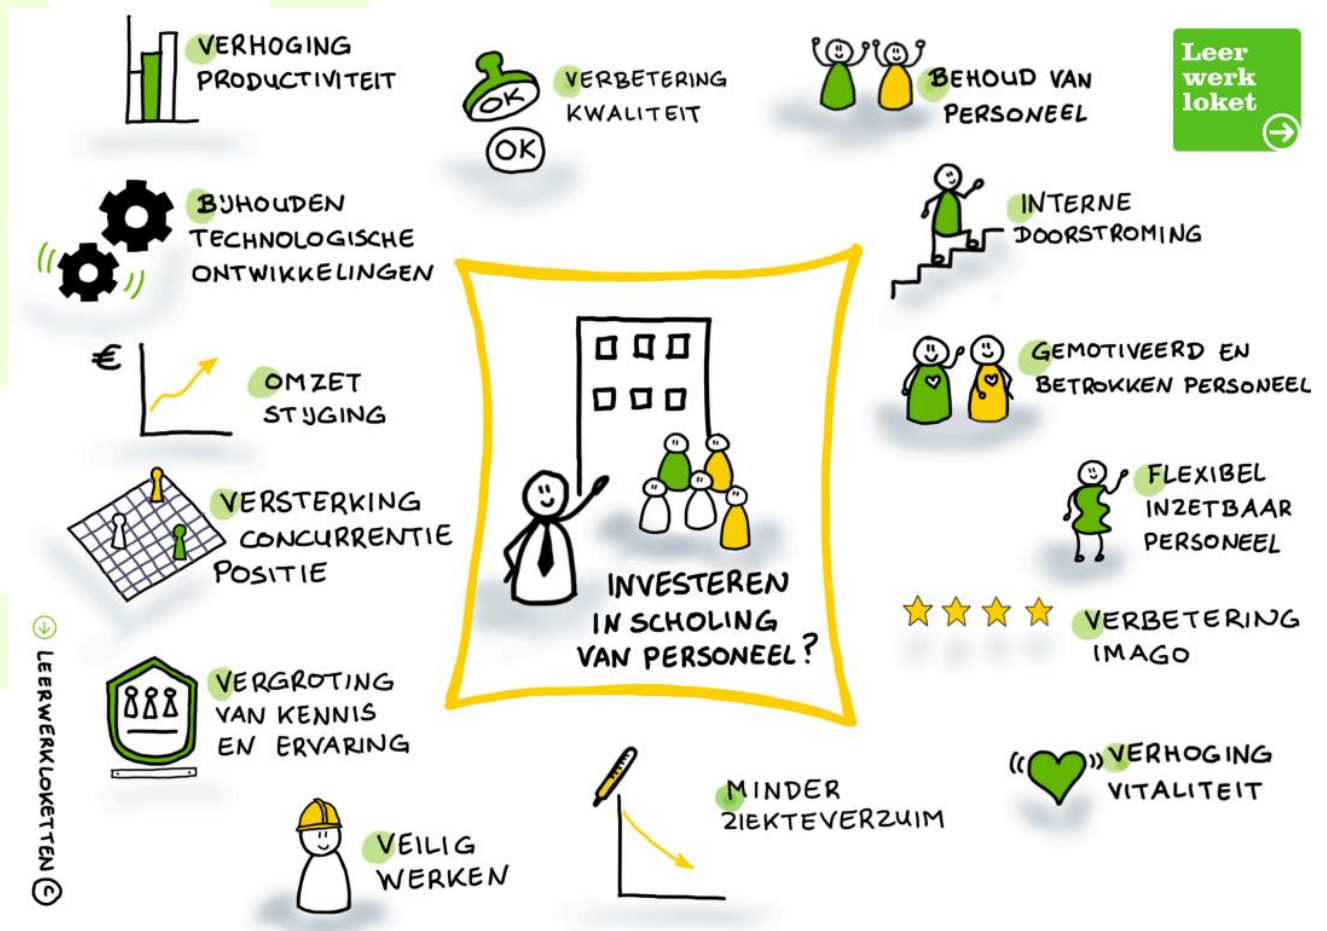 VERHOGING
PRODUCTIVITEIT
OK
OK
VERBETERING
KWALITEIT
BEHOUD VAN
PERSONEEL
Leer
werk
loket
BIJHOUDEN
TECHNOLOGISCHE
ONTWIKKELINGEN
INTERNE
DOORSTROMING
€
OMZET
STIJGING
GEMOTIVEERD EN
BETROKKEN PERSONEEL
VERSTERKING
CONCURRENTIE
POSITIE
FLEXIBEL
INZETBAAR
PERSONEEL
INVESTEREN
IN SCHOLING
VAN PERSONEEL?
VERBETERING
IMAGO
VERGROTING
VAN KENNIS
EN ERVARING
MINDER
ZIEKTEVERZUIM
VERHOGING
VITALITEIT
VEILIG
WERKEN
LEERWERKLOKETTEN ©